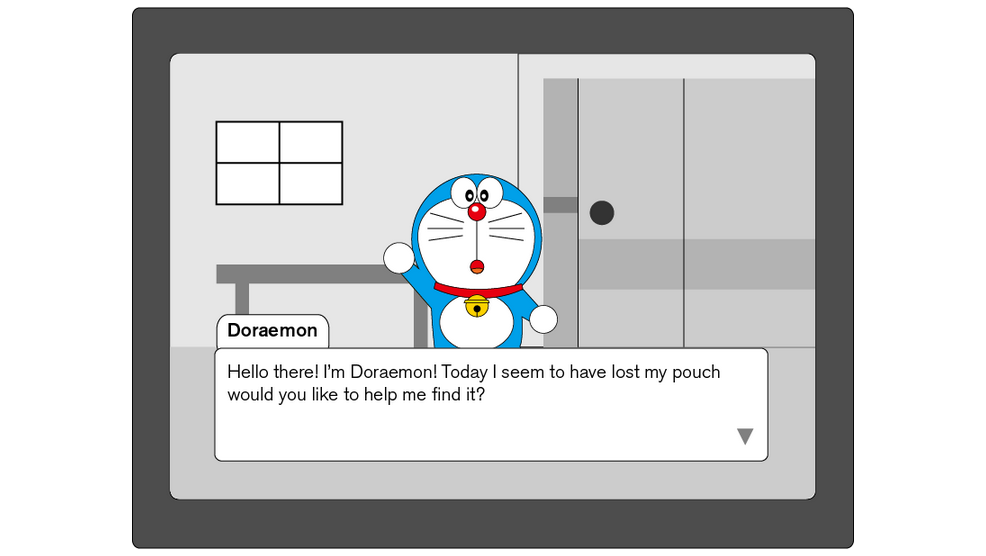 Doraemon
Hello there! I'm Doraemon! Today I seem to have lost my pouch
would you like to help me find it?